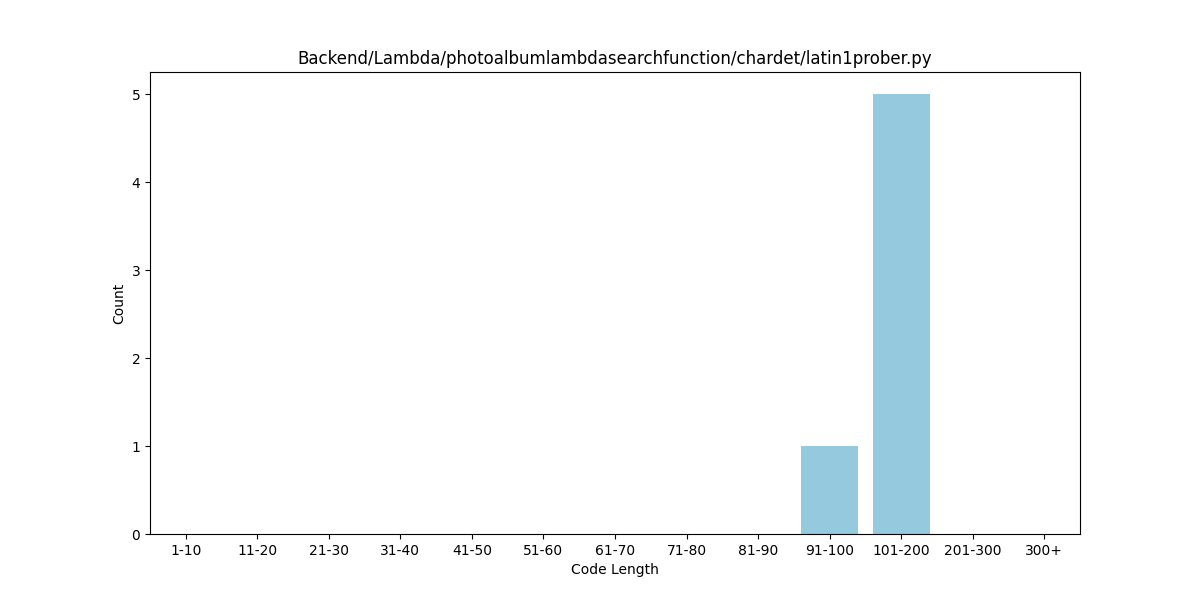 Backend/Lambda/photoalbumlambdasearchfunction/chardet/latin1prober.py
5
4
3
2
1
0
Count
1-10 11-20 21-30 31-40 41-50 51-60 61-70 71-80 81-90 91-100 101-200 201-300 300+
Code Length